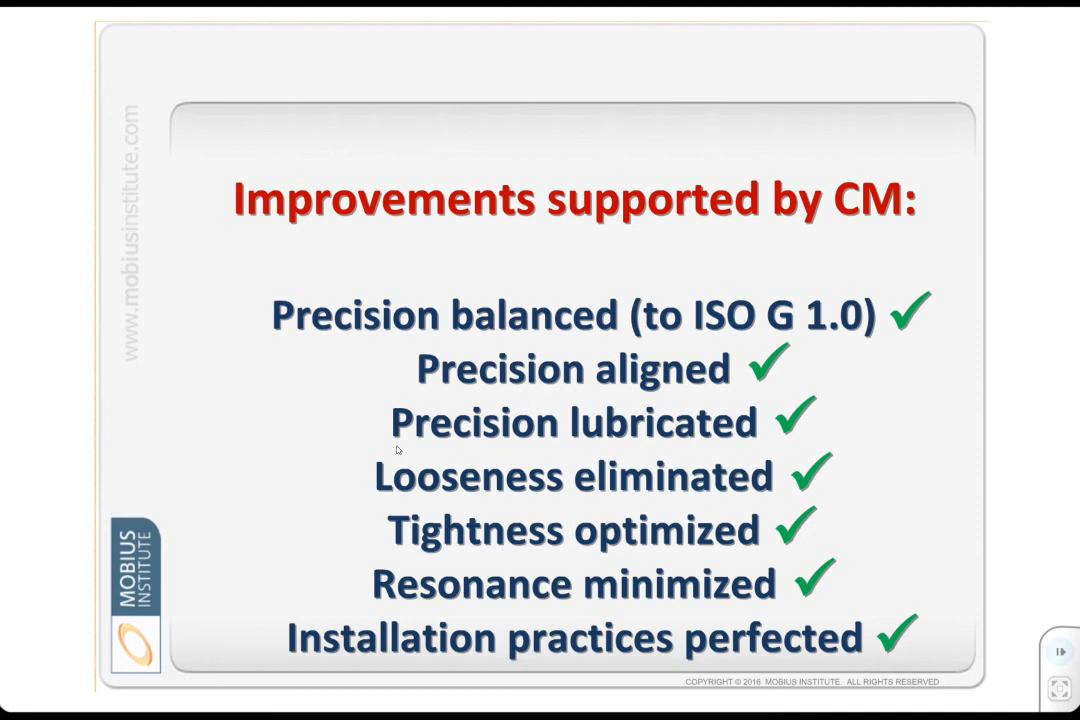 www.mobiusinstitute.com
Improvements supported by CM:
Precision balanced (to ISO G 1.0)
Precision aligned
Precision lubricated
Looseness eliminated
Tightness optimized
Resonance minimized
Installation practices perfected
MOBIUS
INSTITUTE
COPYRIGHT © 2016 MOBIUS INSTITUTE. ALL RIGHTS RESERVED